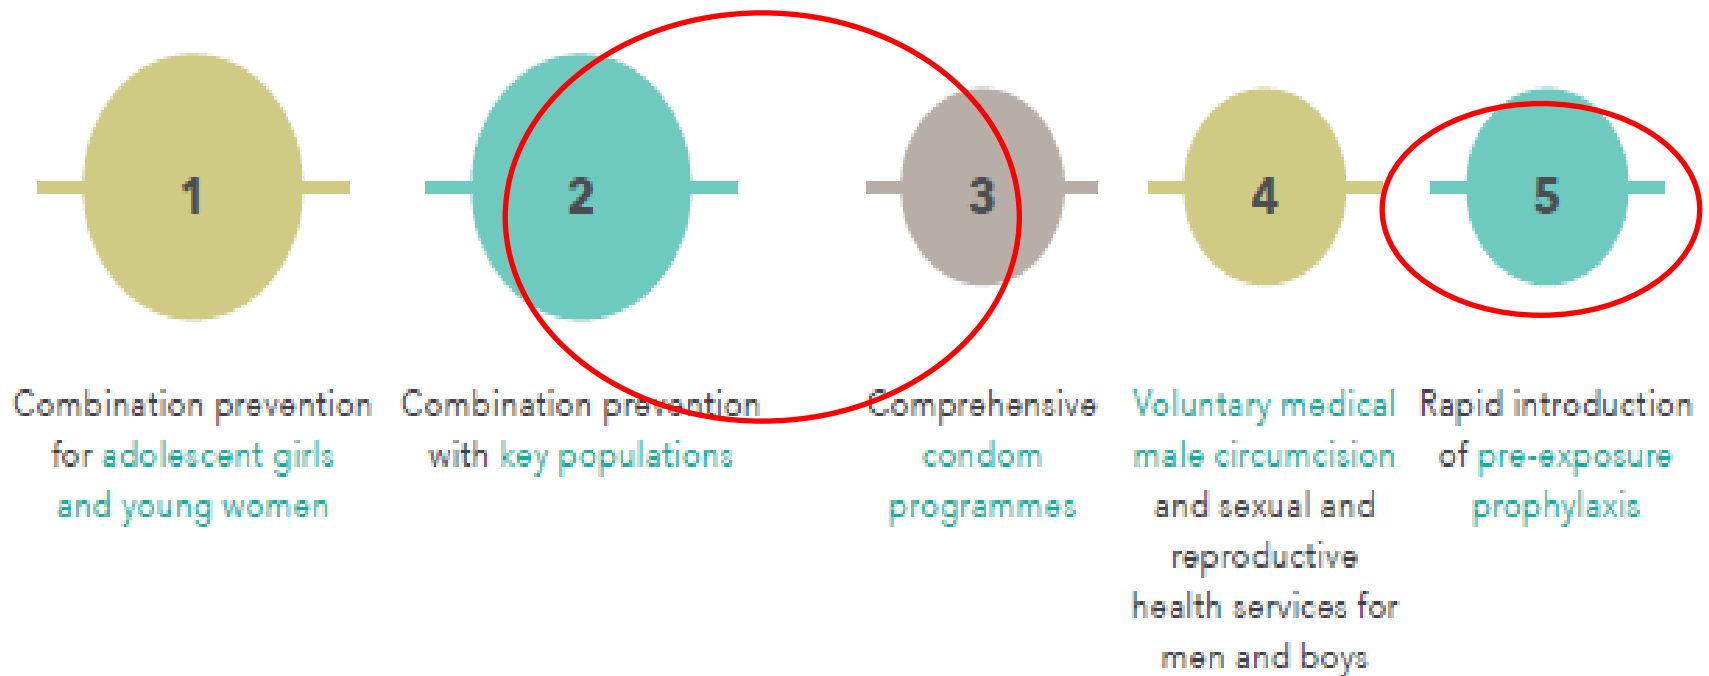 1
2
3
4
5
Combination prevention
for adolescent girls
and young women
Combination prevention
with key populations
Comprehensive
condom
programmes
Voluntary medical
male circumcision
and sexual and
reproductive
health services for
men and boys
Rapid introduction
of pre-exposure
prophylaxis